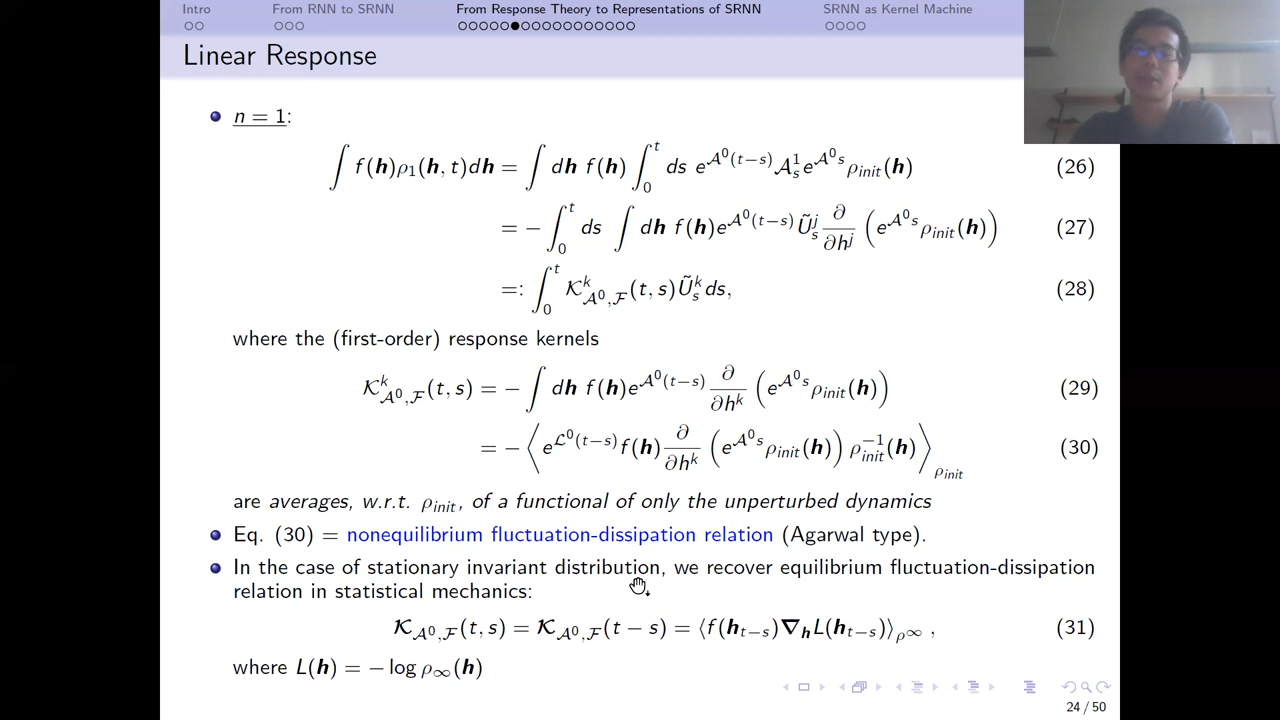 Intro From RNN to SRNN From Response Theory to Representations of SRNN SRNN as Kernel Machine
Linear Response
n = 1:
∫ f(h)ρ₁(h, t)dh = ∫ dh f(h) ∫₀ᵗ ds e^{𝒜⁰(t−s)} 𝒜ₛ¹ e^{𝒜⁰s} ρ_{init}(h) (26)
= − ∫₀ᵗ ds ∫ dh f(h)e^{𝒜⁰(t−s)} Ũₛʲ ∂/∂hʲ (e^{𝒜⁰s} ρ_{init}(h)) (27)
=: ∫₀ᵗ 𝒦ᵏ_{𝒜⁰,ℱ}(t, s)Ũₛᵏ ds, (28)
where the (first-order) response kernels
𝒦ᵏ_{𝒜⁰,ℱ}(t, s) = − ∫ dh f(h)e^{𝒜⁰(t−s)} ∂/∂hᵏ (e^{𝒜⁰s} ρ_{init}(h)) (29)
= − ⟨e^{ℒ⁰(t−s)} f(h) ∂/∂hᵏ (e^{𝒜⁰s} ρ_{init}(h)) ρ⁻¹_{init}(h)⟩_{ρ_{init}} (30)
are averages, w.r.t. ρ_{init}, of a functional of only the unperturbed dynamics
Eq. (30) = nonequilibrium fluctuation-dissipation relation (Agarwal type).
In the case of stationary invariant distribution, we recover equilibrium fluctuation-dissipation
relation in statistical mechanics:
𝓚_{𝒜⁰,ℱ}(t, s) = 𝓚_{𝒜⁰,ℱ}(t − s) = ⟨f(h_{t−s})∇_h L(h_{t−s})⟩_{ρ^∞} , (31)
where L(h) = − log ρ_∞(h)
24 / 50